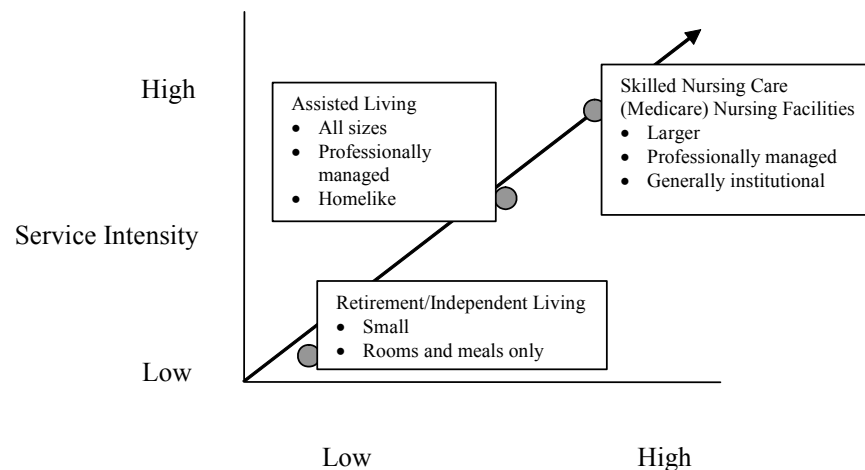 High
Assisted Living
• All sizes
• Professionally
managed
• Homelike
Skilled Nursing Care
(Medicare) Nursing Facilities
• Larger
• Professionally managed
• Generally institutional
Service Intensity
Retirement/Independent Living
• Small
• Rooms and meals only
Low
Low High